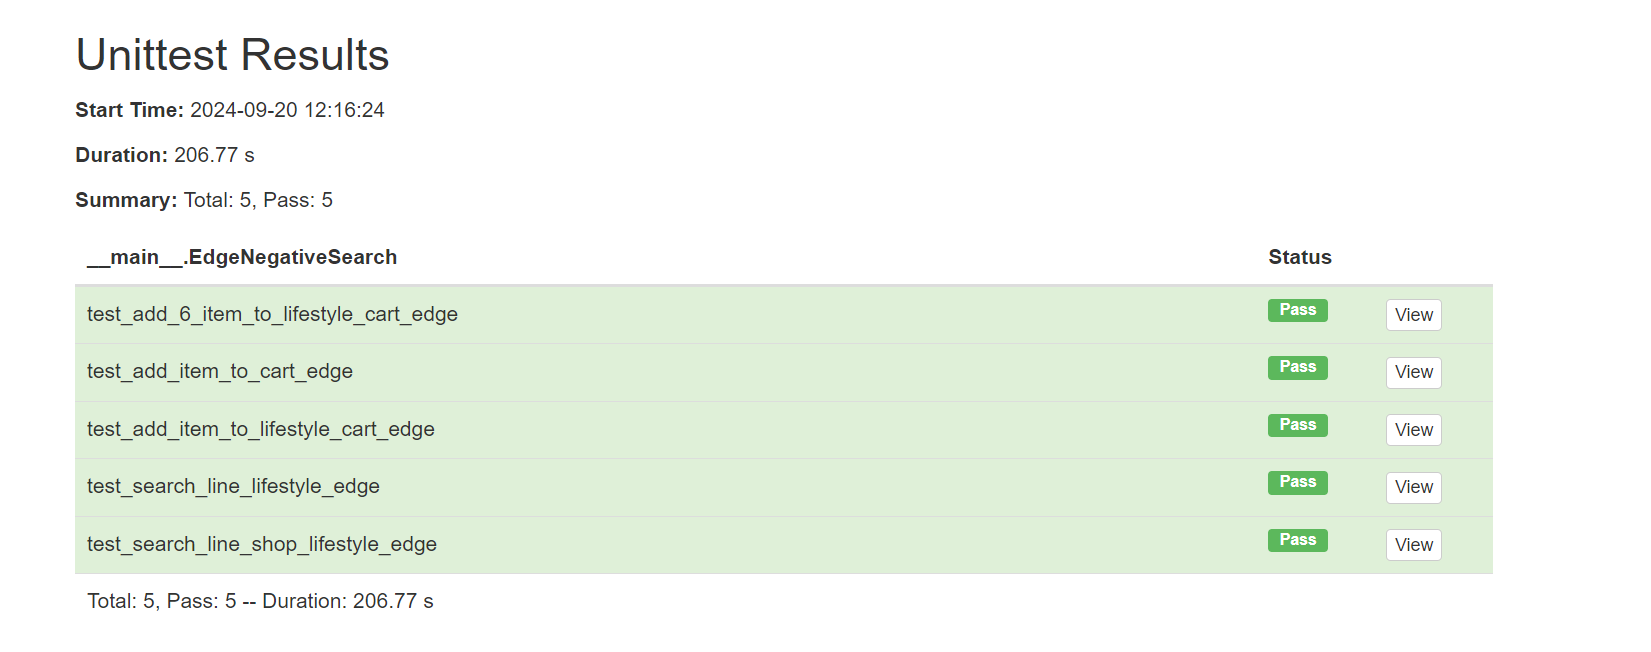 Unittest Results
Start Time: 2024-09-20 12:16:24
Duration: 206.77 s
Summary: Total: 5, Pass: 5
__main__.EdgeNegativeSearch Status
test_add_6_item_to_lifestyle_cart_edge Pass View
test_add_item_to_cart_edge Pass View
test_add_item_to_lifestyle_cart_edge Pass View
test_search_line_lifestyle_edge Pass View
test_search_line_shop_lifestyle_edge Pass View
Total: 5, Pass: 5 -- Duration: 206.77 s